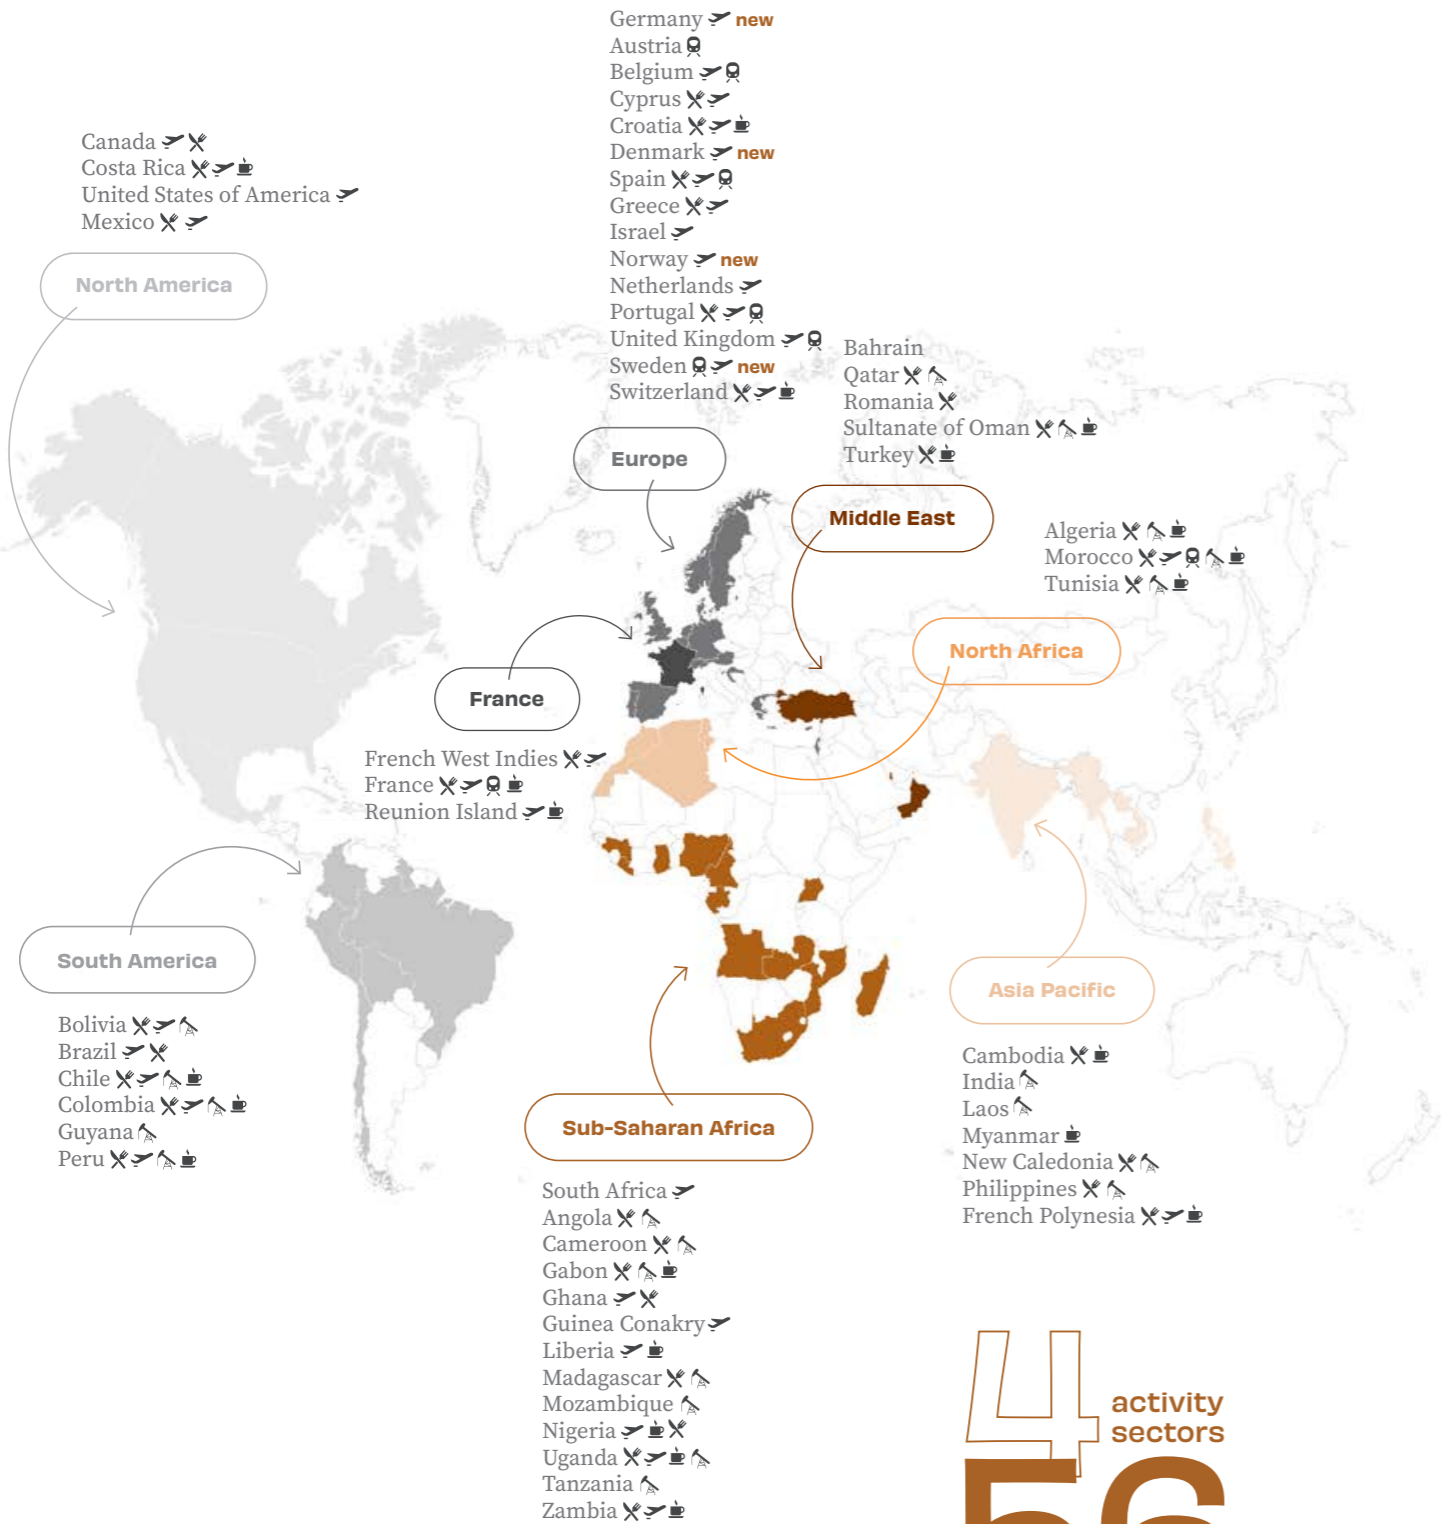 Germany new
Austria
Belgium
Cyprus
Croatia
Denmark new
Spain
Greece
Israel
Norway new
Netherlands
Portugal
United Kingdom
Sweden new
Switzerland
Europe
Canada
Costa Rica
United States of America
Mexico
North America
Bahrain
Qatar
Romania
Sultanate of Oman
Turkey
Middle East
Algeria
Morocco
Tunisia
North Africa
France
French West Indies
France
Reunion Island
South America
Bolivia
Brazil
Chile
Colombia
Guyana
Peru
Sub-Saharan Africa
South Africa
Angola
Cameroon
Gabon
Ghana
Guinea Conakry
Liberia
Madagascar
Mozambique
Nigeria
Uganda
Tanzania
Zambia
Asia Pacific
Cambodia
India
Laos
Myanmar
New Caledonia
Philippines
French Polynesia
4 activity
sectors
56